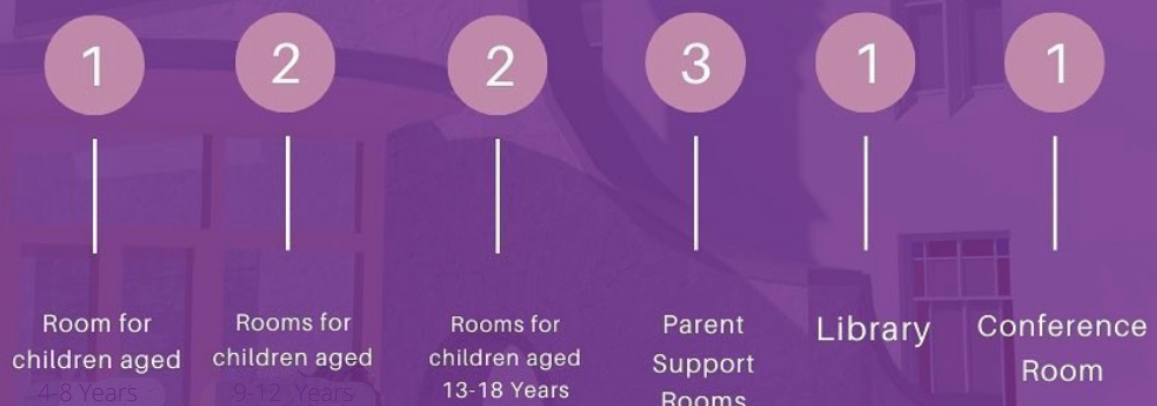 1
Room for
children aged
4-8 Years
2
Rooms for
children aged
9-12 Years
2
Rooms for
children aged
13-18 Years
3
Parent
Support
Rooms
1
Library
1
Conference
Room